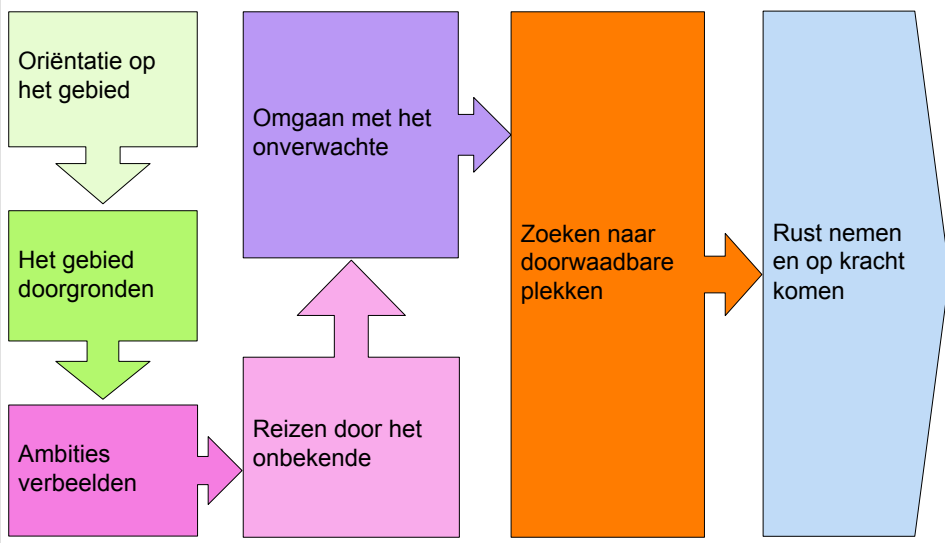 Oriëntatie op
het gebied
Het gebied
doorgronden
Ambities
verbeelden
Reizen door het
onbekende
Omgaan met het
onverwachte
Zoeken naar
doorwaadbare
plekken
Rust nemen
en op kracht
komen